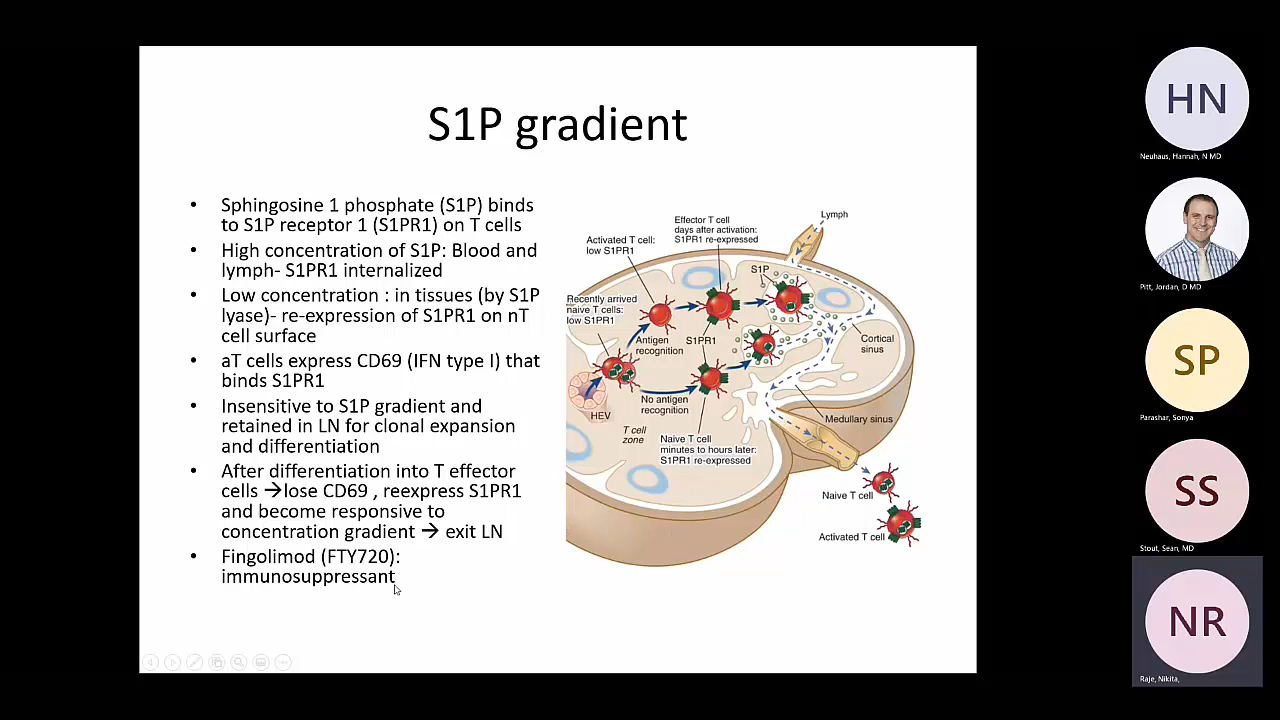 S1P gradient
• Sphingosine 1 phosphate (S1P) binds
to S1P receptor 1 (S1PR1) on T cells
• High concentration of S1P: Blood and
lymph- S1PR1 internalized
• Low concentration : in tissues (by S1P
lyase)- re-expression of S1PR1 on nT
cell surface
• aT cells express CD69 (IFN type I) that
binds S1PR1
• Insensitive to S1P gradient and
retained in LN for clonal expansion
and differentiation
• After differentiation into T effector
cells →lose CD69 , reexpress S1PR1
and become responsive to
concentration gradient → exit LN
• Fingolimod (FTY720):
immunosuppressant
Lymph
Effector T cell
days after activation:
S1PR1 re-expressed
Activated T cell:
low S1PR1
S1P
Recently arrived
naive T cells:
low S1PR1
Antigen
recognition
S1PR1
Cortical
sinus
HEV
No antigen
recognition
T cell
zone
Medullary sinus
Naive T cell
minutes to hours later:
S1PR1 re-expressed
Naive T cell
Activated T cell
HN
Neuhaus, Hannah, N MD
Pitt, Jordan, D MD
SP
Parashar, Sonya
SS
Stout, Sean, MD
NR
Raje, Nikita,